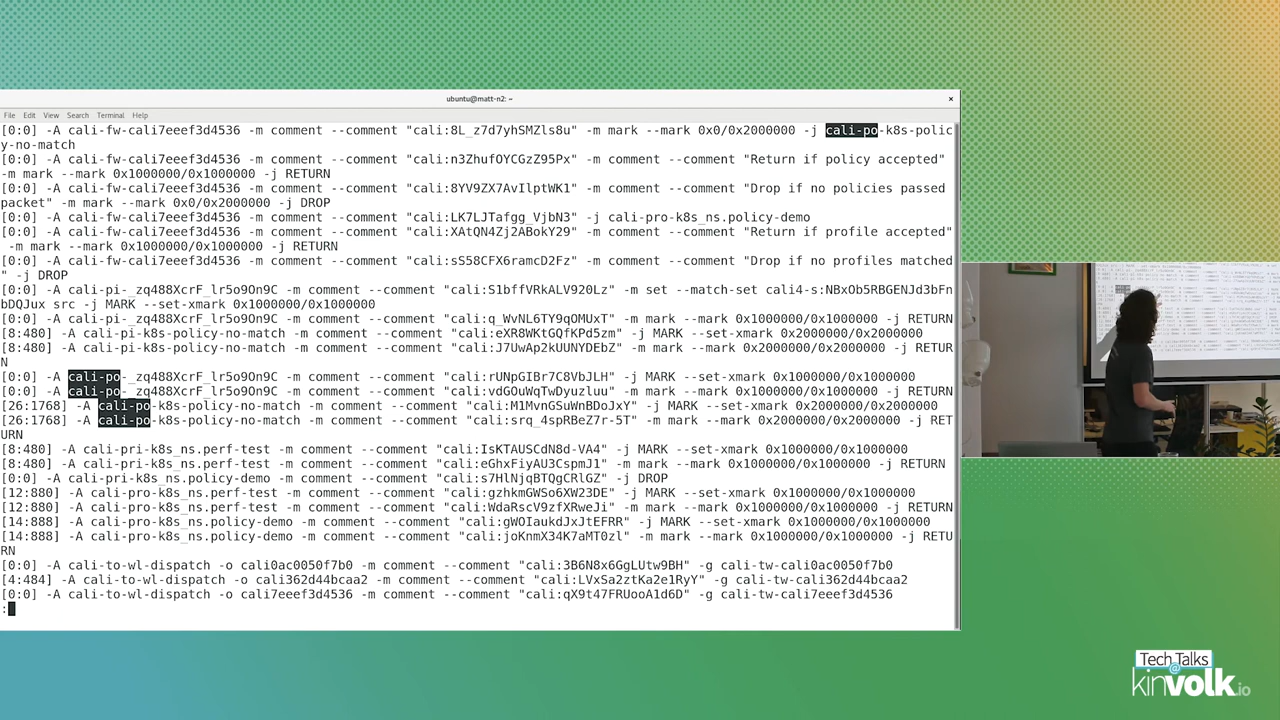 ubuntu@matt-n2: ~
File Edit View Search Terminal Help
[0:0] -A cali-fw-cali7eeef3d4536 -m comment --comment "cali:8L_z7d7yhSMZls8u" -m mark --mark 0x0/0x2000000 -j cali-po-k8s-polic
y-no-match
[0:0] -A cali-fw-cali7eeef3d4536 -m comment --comment "cali:n3ZhufOYCGzZ95Px" -m comment --comment "Return if policy accepted"
-m mark --mark 0x1000000/0x1000000 -j RETURN
[0:0] -A cali-fw-cali7eeef3d4536 -m comment --comment "cali:8YV9ZX7AvIlptWK1" -m comment --comment "Drop if no policies passed
packet" -m mark --mark 0x0/0x2000000 -j DROP
[0:0] -A cali-fw-cali7eeef3d4536 -m comment --comment "cali:LK7LJTafgg_VjbN3" -j cali-pro-k8s_ns.policy-demo
[0:0] -A cali-fw-cali7eeef3d4536 -m comment --comment "cali:XAtQN4Zj2ABokY29" -m comment --comment "Return if profile accepted"
-m mark --mark 0x1000000/0x1000000 -j RETURN
[0:0] -A cali-fw-cali7eeef3d4536 -m comment --comment -m comment --comment "Drop if no profiles matched
" -j DROP
[0:0] -A cali-pi-_zq488XcrF_lr5o9On9C -m comment --comment -m set --match-set
src -j MARK --set-xmark 0x1000000/0x1000000
[0:0] -A cali-pi-_zq488XcrF_lr5o9On9C -m comment --comment -m mark --mark 0x1000000/0x1000000 -j RETURN
[8:480] -A cali-pi-k8s-policy-no-match -m comment --comment -j MARK --set-xmark 0x2000000/0x2000000
[8:480] -A cali-pi-k8s-policy-no-match -m comment --comment -m mark --mark 0x2000000/0x2000000 -j RETUR
N
[0:0] -A cali-po-_zq488XcrF_lr5o9On9C -m comment --comment "cali:rUNbGIBr7C8VbJLH" -j MARK --set-xmark 0x1000000/0x1000000
[0:0] -A cali-po-_zq488XcrF_lr5o9On9C -m comment --comment "cali:vdGOuWqTwDyuzluu" -m mark --mark 0x1000000/0x1000000 -j RETURN
[26:1768] -A cali-po-k8s-policy-no-match -m comment --comment "cali:M1MvnGSuWnBDoJxY" -j MARK --set-xmark 0x2000000/0x2000000
[26:1768] -A cali-po-k8s-policy-no-match -m comment --comment "cali:srq_4spRBeZ7r-5T" -m mark --mark 0x2000000/0x2000000 -j RET
URN
[8:480] -A cali-pri-k8s_ns.perf-test -m comment --comment "cali:IsKTAUSCdN8d-VA4" -j MARK --set-xmark 0x1000000/0x1000000
[8:480] -A cali-pri-k8s_ns.perf-test -m comment --comment "cali:eGhxFiyAU3CspmJ1" -m mark --mark 0x1000000/0x1000000 -j RETURN
[0:0] -A cali-pri-k8s_ns.policy-demo -m comment --comment "cali:s7HlNjqBTQgCRlGZ" -j DROP
[12:880] -A cali-pro-k8s_ns.perf-test -m comment --comment "cali:gzhkmGWSo6XW23DE" -j MARK --set-xmark 0x1000000/0x1000000
[12:880] -A cali-pro-k8s_ns.perf-test -m comment --comment "cali:WdaRscV9zfXRweJi" -m mark --mark 0x1000000/0x1000000 -j RETURN
[14:888] -A cali-pro-k8s_ns.policy-demo -m comment --comment "cali:gWOIaukdJxJtEFRR" -j MARK --set-xmark 0x1000000/0x1000000
[14:888] -A cali-pro-k8s_ns.policy-demo -m comment --comment "cali:joKnmX34K7aMT0zl" -m mark --mark 0x1000000/0x1000000 -j RETU
RN
[0:0] -A cali-to-wl-dispatch -o cali0ac0050f7b0 -m comment --comment "cali:3B6N8x6GgLUtw9BH" -g cali-tw-cali0ac0050f7b0
[4:484] -A cali-to-wl-dispatch -o cali362d44bcaa2 -m comment --comment "cali:LVxSa2ztKa2e1RyY" -g cali-tw-cali362d44bcaa2
[0:0] -A cali-to-wl-dispatch -o cali7eeef3d4536 -m comment --comment "cali:qX9t47FRUooA1d6D" -g cali-tw-cali7eeef3d4536
:
Tech Talks
@
kinvolk.io